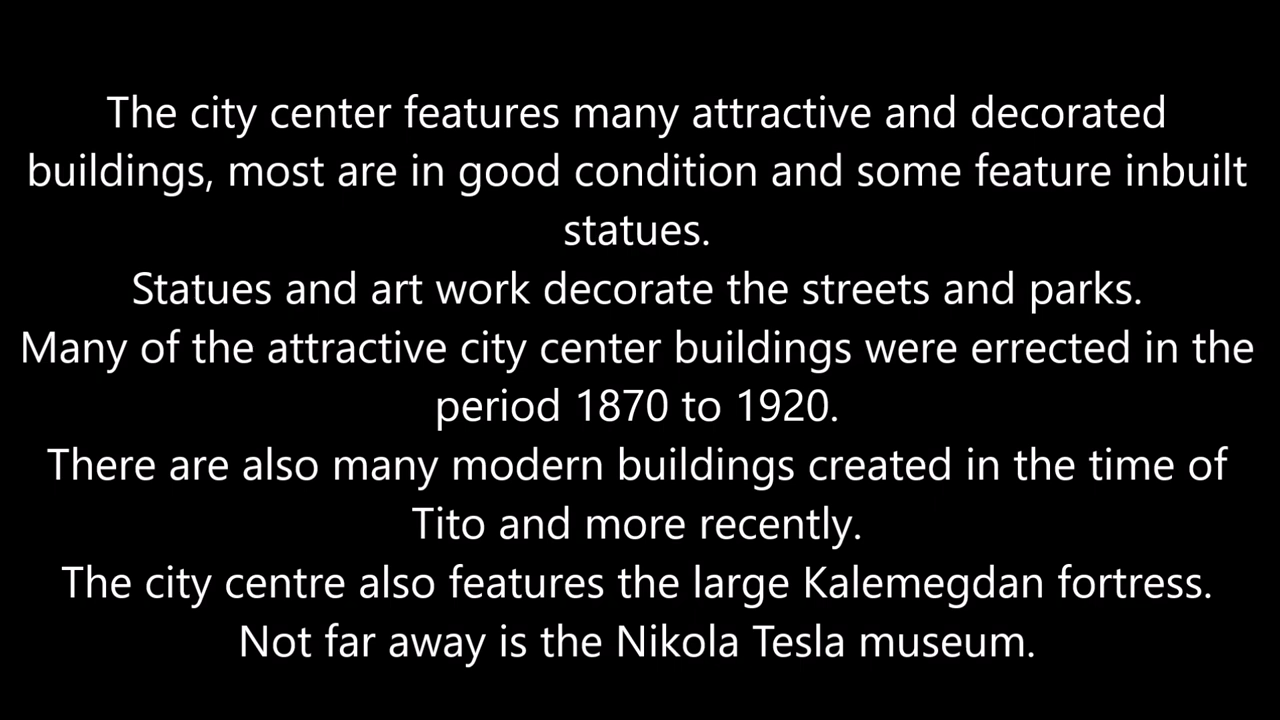 The city center features many attractive and decorated
buildings, most are in good condition and some feature inbuilt
statues.
Statues and art work decorate the streets and parks.
Many of the attractive city center buildings were errected in the
period 1870 to 1920.
There are also many modern buildings created in the time of
Tito and more recently.
The city centre also features the large Kalemegdan fortress.
Not far away is the Nikola Tesla museum.